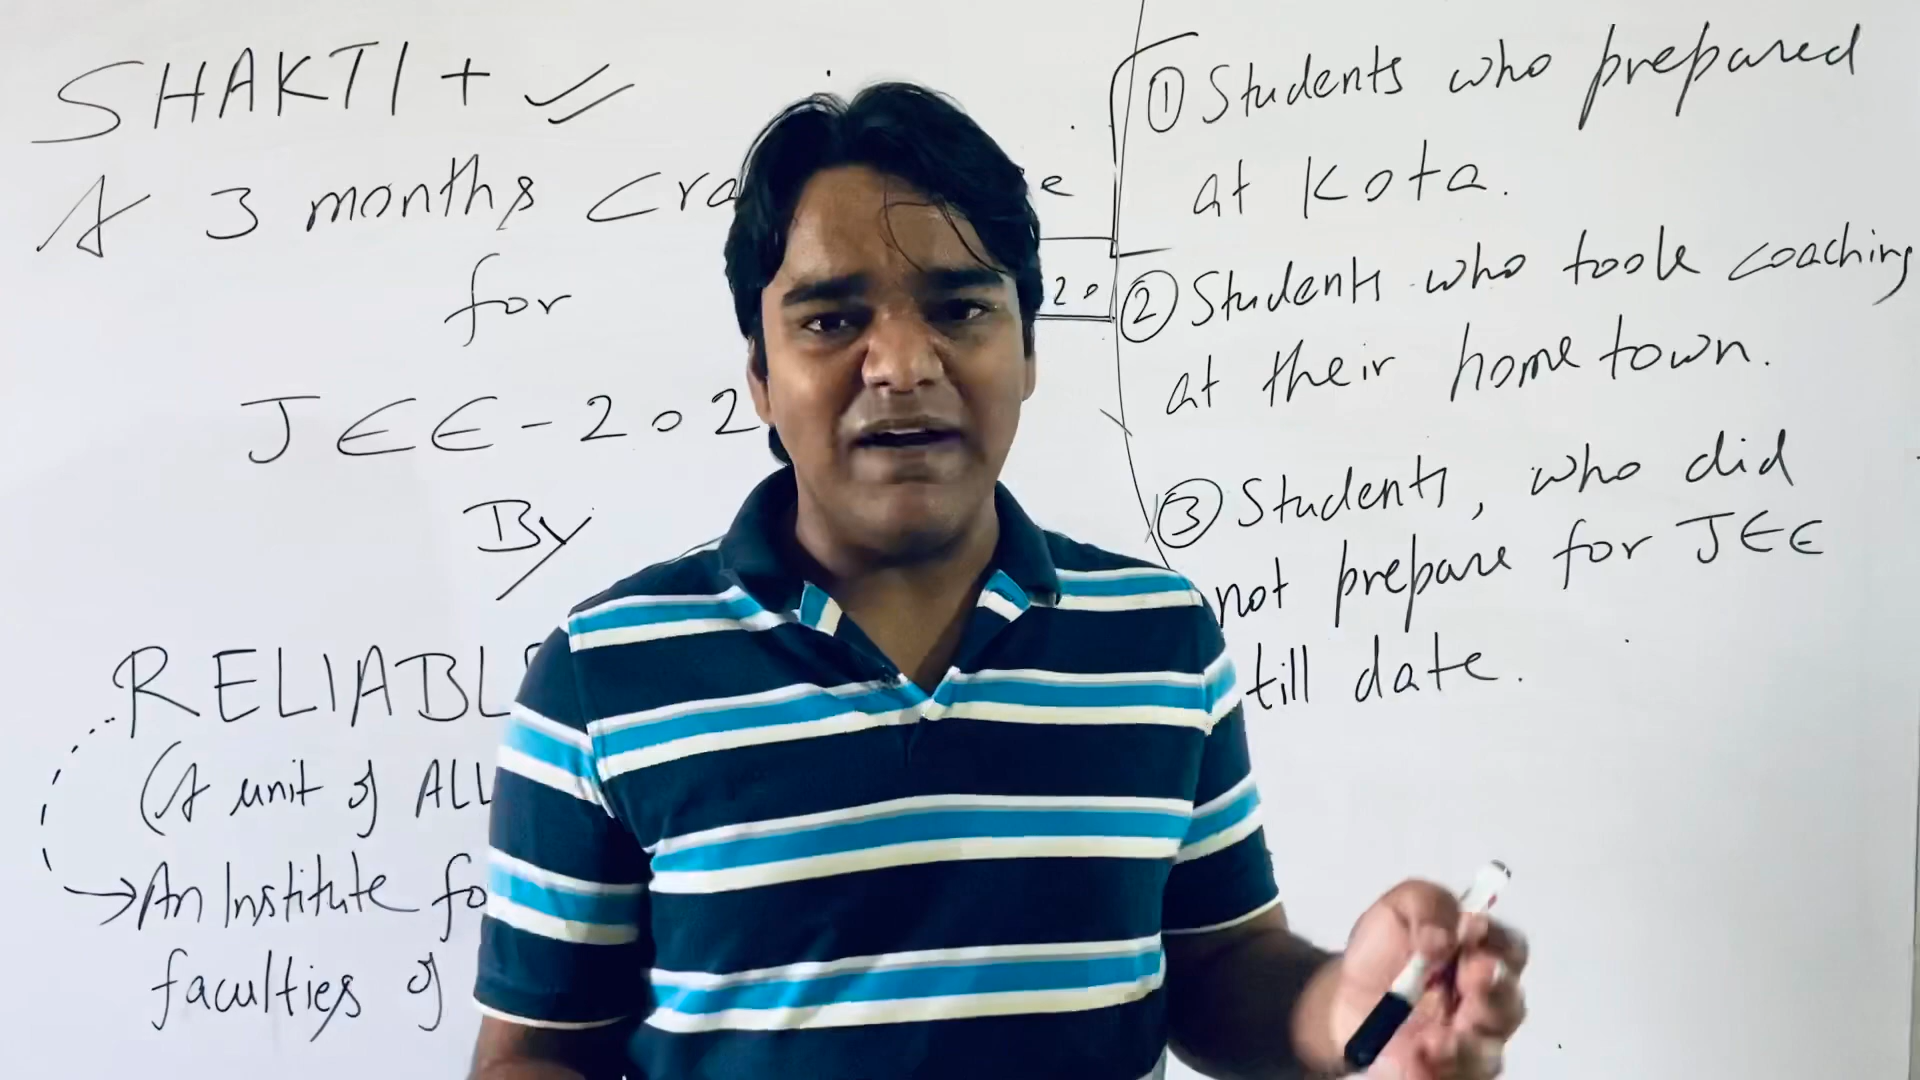 SHAKTI +
A 3 months
for
JEE - 202
By
RELIABL
(A unit of ALL
→ An Institute fo
faculties of
20
① Students who prepared
at Kota.
② Students who took coaching
at their home town.
③ Students, who did
not prepare for JEE
till date.